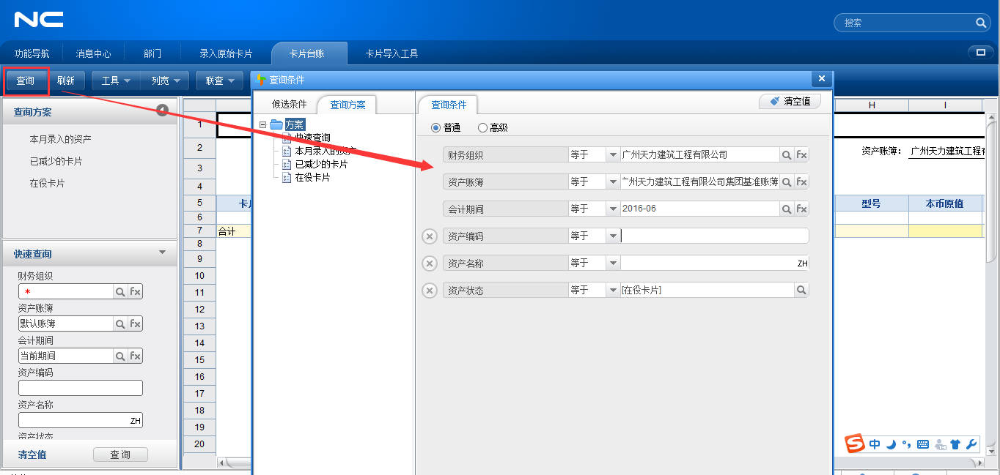 NC
搜索
功能导航 消息中心 部门 录入原始卡片 卡片台账 卡片导入工具
查询 刷新 工具 列宽 联查
查询条件
查询方案
本月录入的资产
已减少的卡片
在役卡片
快速查询
财务组织
*
资产账簿
默认账簿
会计期间
当前期间
资产编码
资产名称
ZH
资产状态
清空值 查询
候选条件 查询方案
方案
快速查询
本月录入的资产
已减少的卡片
在役卡片
查询条件 清空值
普通 高级
财务组织 等于 广州天力建筑工程有限公司 fx
资产账簿 等于 广州天力建筑工程有限公司集团基准账簿 fx
会计期间 等于 2016-06 fx
资产编码 等于
资产名称 等于 ZH
资产状态 等于 [在役卡片]
H I
资产账簿: 广州天力建筑工程有
型号 本币原值
合计
1
2
3
4
5
6
7
8
9
10
11
12
13
14
15
16
17
18
19
20
中